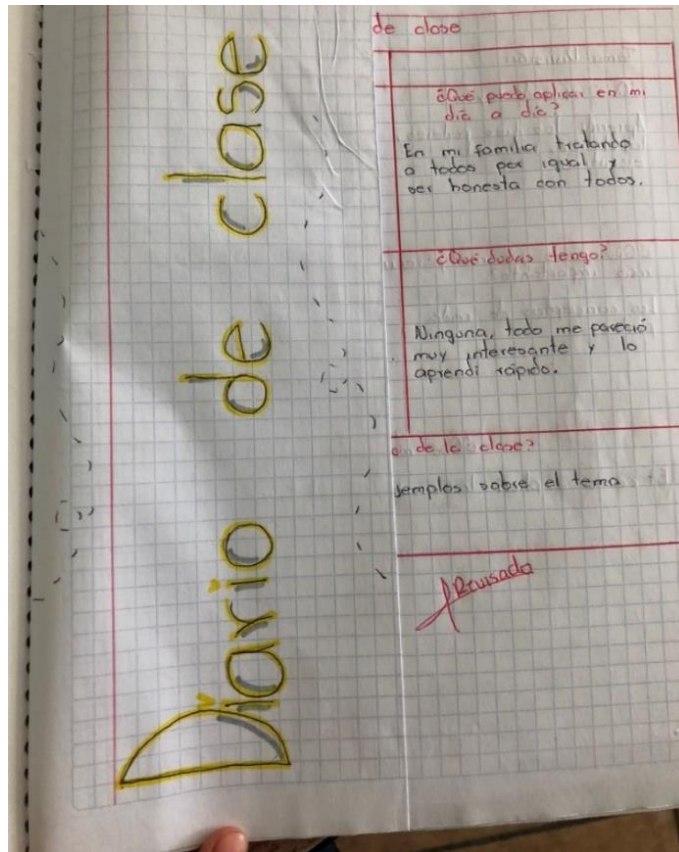 Diario de clase
de clase
¿Qué puedo aplicar en mi
día a día?
En mi familia tratando
a todos por igual y
ser honesta con todos.
¿Qué dudas tengo?
Ninguna, todo me pareció
muy interesante y lo
aprendí rápido.
de la clase?
jemplos sobre el tema
Revisado